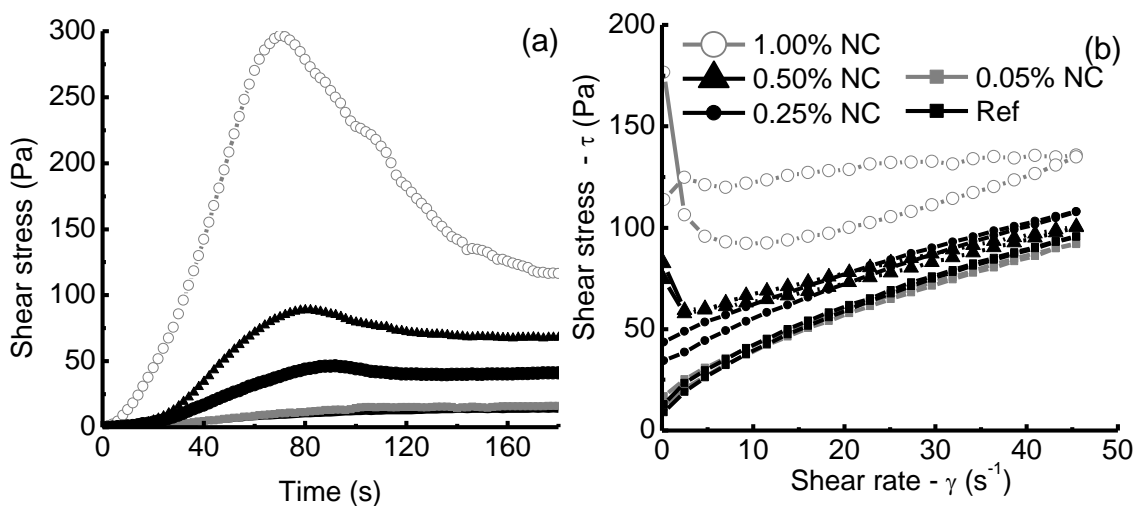 (a)
Shear stress (Pa)
300
250
200
150
100
50
0
0 40 80 120 160
Time (s)
(b)
1.00% NC
0.50% NC 0.05% NC
0.25% NC Ref
Shear stress - τ (Pa)
200
150
100
50
0
0 10 20 30 40 50
Shear rate - γ (s⁻¹)